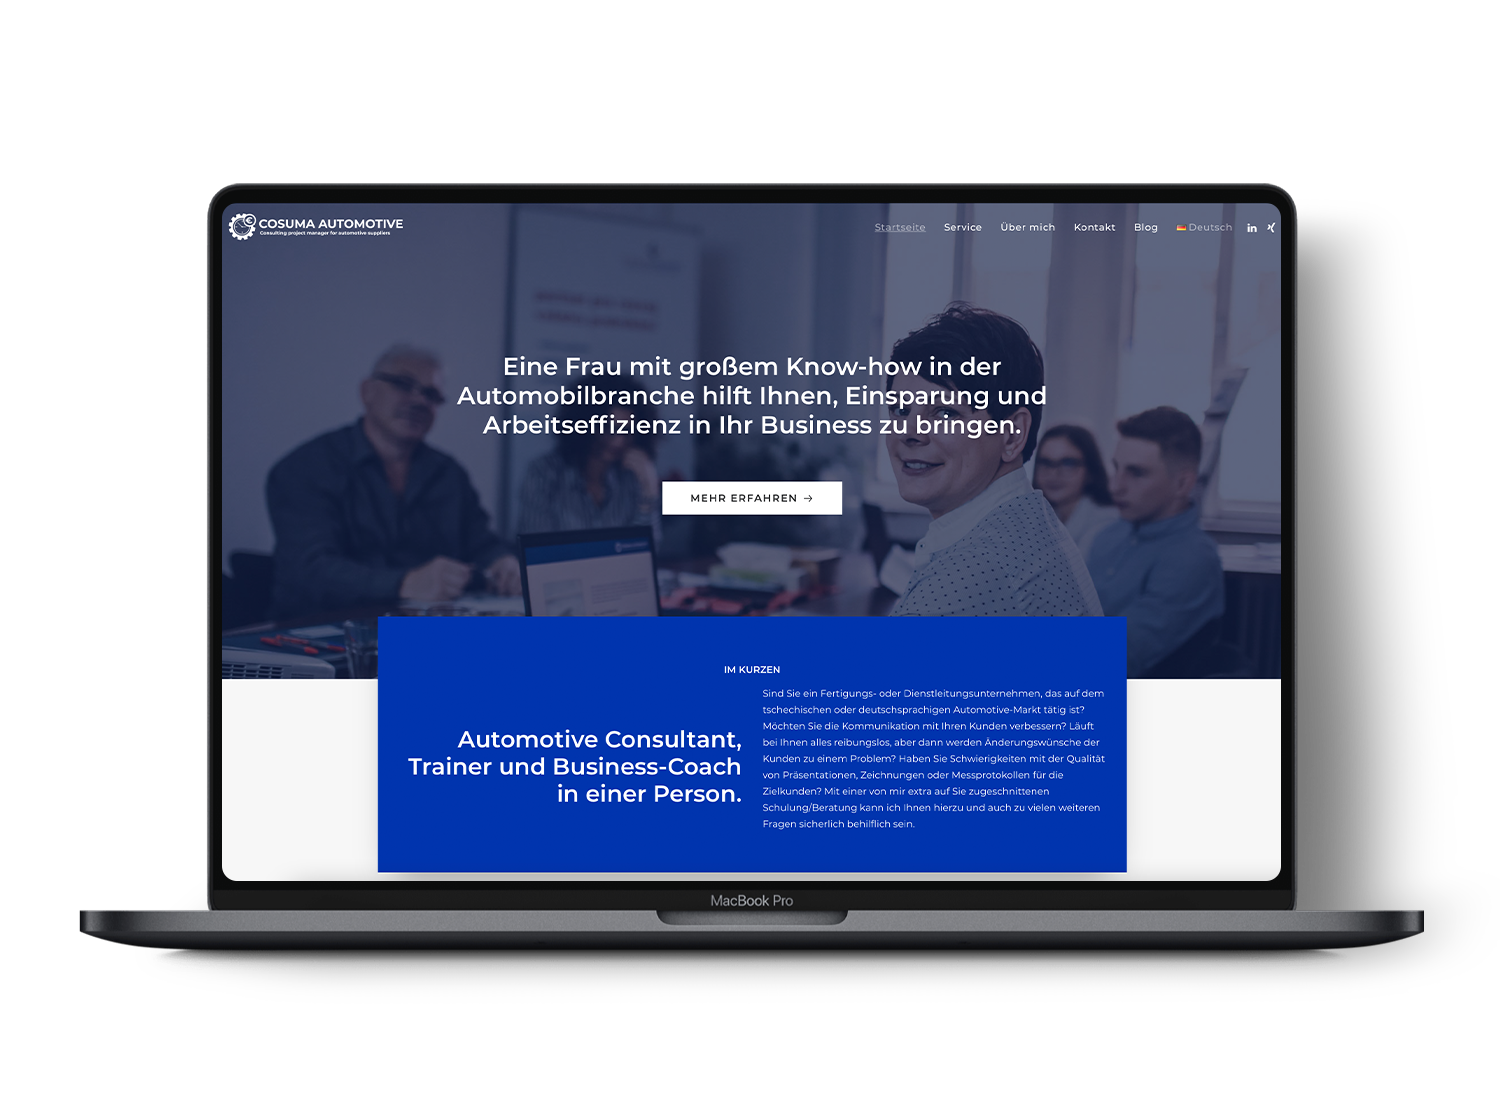 COSUMA AUTOMOTIVE
Consulting project manager for automotive suppliers
Startseite Service Über mich Kontakt Blog Deutsch in
Eine Frau mit großem Know-how in der
Automobilbranche hilft Ihnen, Einsparung und
Arbeitseffizienz in Ihr Business zu bringen.
MEHR ERFAHREN →
IM KURZEN
Automotive Consultant,
Trainer und Business-Coach
in einer Person.
Sind Sie ein Fertigungs- oder Dienstleitungsunternehmen, das auf dem
tschechischen oder deutschsprachigen Automotive-Markt tätig ist?
Möchten Sie die Kommunikation mit Ihren Kunden verbessern? Läuft
bei Ihnen alles reibungslos, aber dann werden Änderungswünsche der
Kunden zu einem Problem? Haben Sie Schwierigkeiten mit der Qualität
von Präsentationen, Zeichnungen oder Messprotokollen für die
Zielkunden? Mit einer von mir extra auf Sie zugeschnittenen
Schulung/Beratung kann ich Ihnen hierzu und auch zu vielen weiteren
Fragen sicherlich behilflich sein.
MacBook Pro